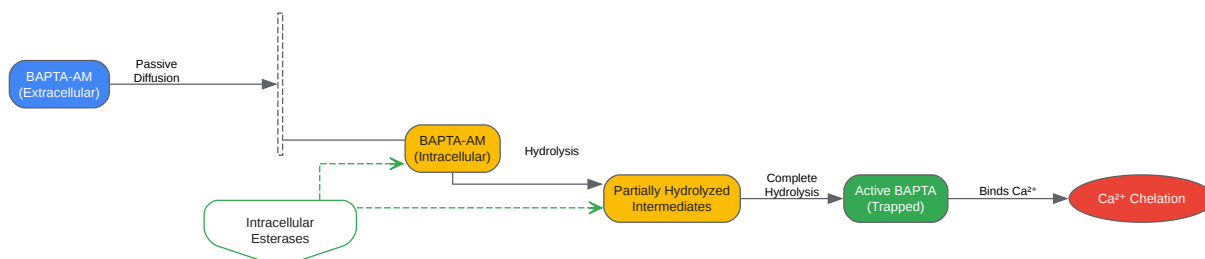 BAPTA-AM
(Extracellular)
Passive
Diffusion
BAPTA-AM
(Intracellular)
Hydrolysis
Intracellular
Esterases
Partially Hydrolyzed
Intermediates
Complete
Hydrolysis
Active BAPTA
(Trapped)
Binds Ca²⁺
Ca²⁺ Chelation